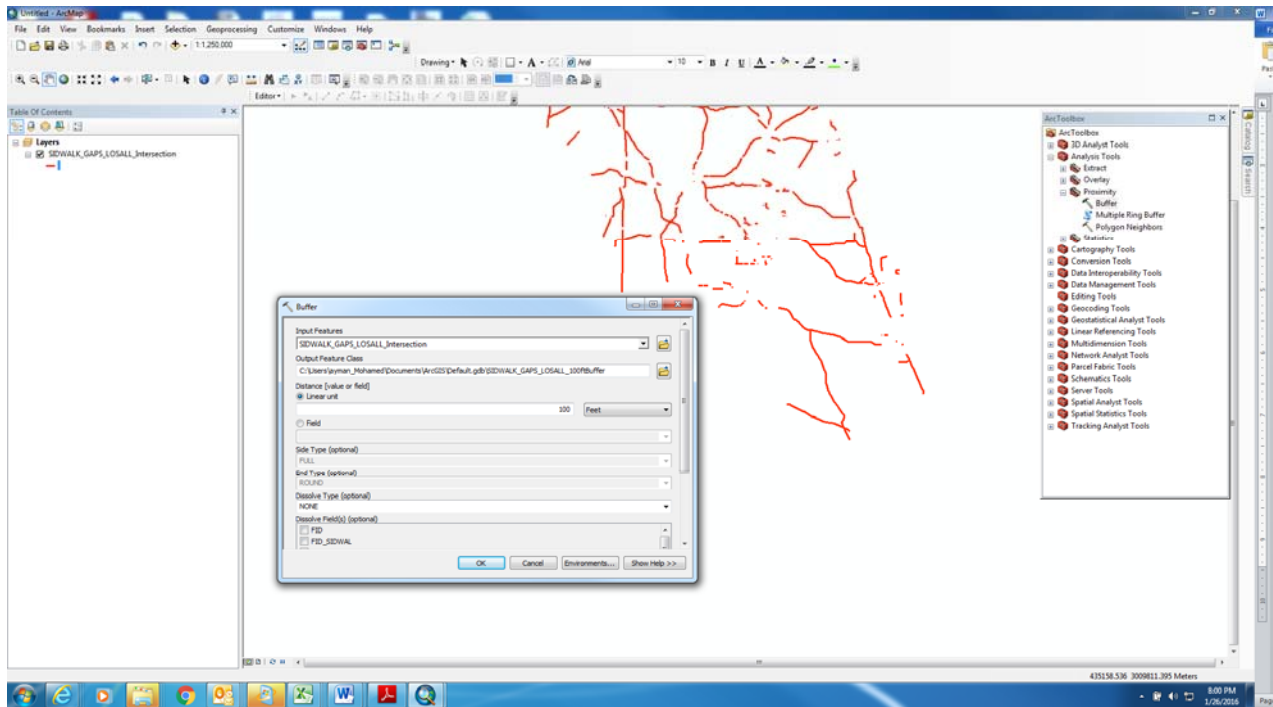 Untitled - ArcMap
File Edit View Bookmarks Insert Selection Geoprocessing Customize Windows Help
1:1,250,000
Drawing A Arial 10 B I U A
Editor
Table Of Contents
Layers
SIDWALK_GAPS_LOSALL_Intersection
Buffer
Input Features
SIDWALK_GAPS_LOSALL_Intersection
Output Feature Class
C:\Users\ayman_Mohamed\Documents\ArcGIS\Default.gdb\SIDWALK_GAPS_LOSALL_100ftBuffer
Distance [value or field]
Linear unit
100 Feet
Field
Side Type (optional)
FULL
End Type (optional)
ROUND
Dissolve Type (optional)
NONE
Dissolve Field(s) (optional)
FID
FID_SIDWAL
OK Cancel Environments... Show Help >>
ArcToolbox
ArcToolbox
3D Analyst Tools
Analysis Tools
Extract
Overlay
Proximity
Buffer
Multiple Ring Buffer
Polygon Neighbors
Statistics
Cartography Tools
Conversion Tools
Data Interoperability Tools
Data Management Tools
Editing Tools
Geocoding Tools
Geostatistical Analyst Tools
Linear Referencing Tools
Multidimension Tools
Network Analyst Tools
Parcel Fabric Tools
Schematics Tools
Server Tools
Spatial Analyst Tools
Spatial Statistics Tools
Tracking Analyst Tools
Catalog
Search
435158.536 3009811.395 Meters
8:00 PM
1/26/2016